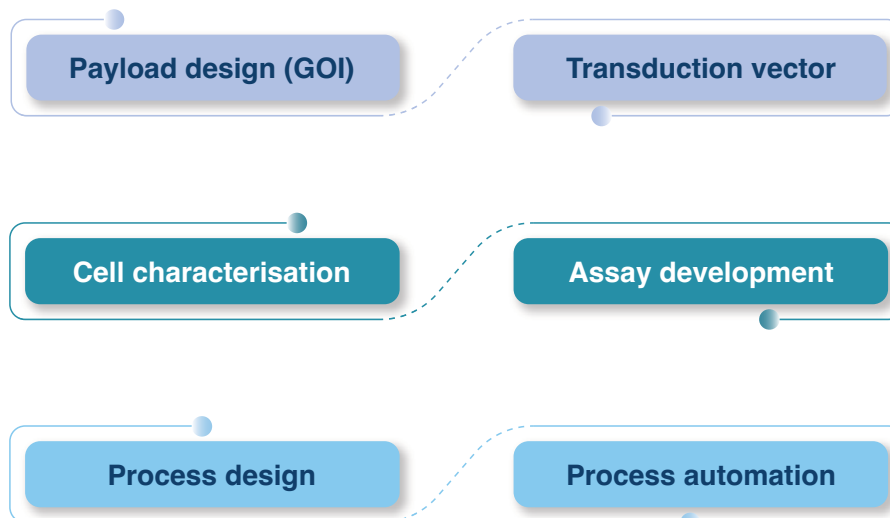 Payload design (GOI)
Transduction vector
Cell characterisation
Assay development
Process design
Process automation